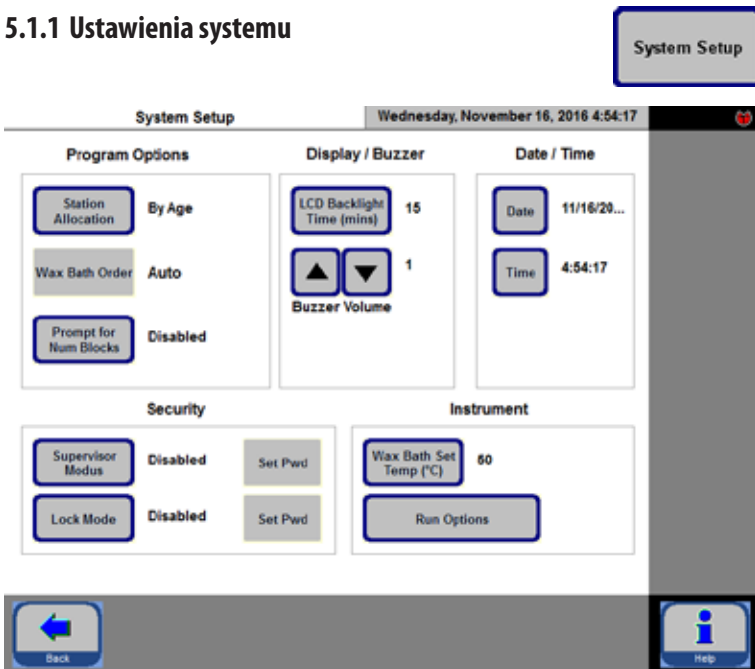 5.1.1 Ustawienia systemu
System Setup
System Setup
Wednesday, November 16, 2016 4:54:17
Program Options
Display / Buzzer
Date / Time
Station
Allocation
By Age
Wax Bath Order
Auto
Prompt for
Num Blocks
Disabled
LCD Backlight
Time (mins)
15
1
Buzzer Volume
Date
11/16/20...
Time
4:54:17
Security
Instrument
Supervisor
Modus
Disabled
Set Pwd
Lock Mode
Disabled
Set Pwd
Wax Bath Set
Temp (°C)
60
Run Options
Back
Help